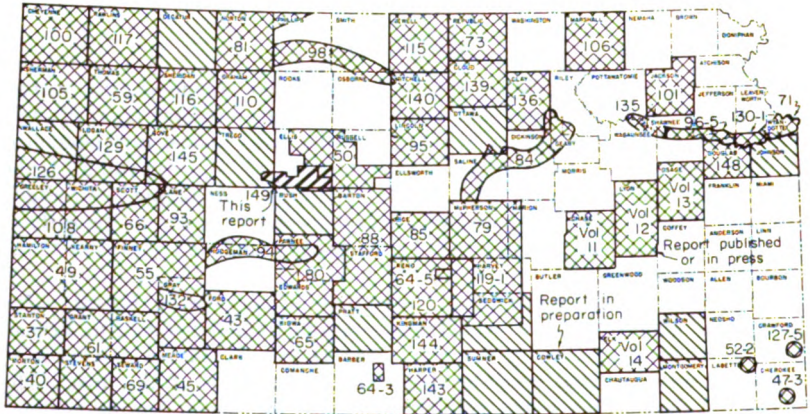 CHEYENNE RAWLINS DECATUR NORTON PHILLIPS SMITH JEWELL REPUBLIC WASHINGTON MARSHALL NEMAHA BROWN DONIPHAN
100 117 81 98 115 73 106
ATCHISON
SHERMAN THOMAS SHERIDAN GRAHAM ROOKS OSBORNE MITCHELL CLOUD CLAY RILEY POTTAWATOMIE JACKSON JEFFERSON LEAVENWORTH 71
105 59 116 110 140 139 136 135 101 96-5 130-1
WALLACE LOGAN GOVE TREGO ELLIS RUSSELL LINCOLN OTTAWA DICKINSON GEARY WABAUNSEE SHAWNEE DOUGLAS JOHNSON
126 129 145 50 95 84 148
SALINE MORRIS OSAGE
GREELEY WICHITA SCOTT LANE NESS 149 RUSH BARTON ELLSWORTH McPHERSON MARION CHASE LYON Vol 13 FRANKLIN MIAMI
108 66 93 This report 88 RICE 85 79 Vol 11 Vol 12 COFFEY ANDERSON LINN
HAMILTON KEARNY FINNEY HODGEMAN 94 PAWNEE STAFFORD RENO HARVEY
49 55 80 64-5 119-1 Report published or in press
GRAY 132 FORD EDWARDS 120 SEDGWICK BUTLER GREENWOOD WOODSON ALLEN BOURBON
43 PRATT Report in preparation
STANTON GRANT HASKELL KIOWA KINGMAN ELK WILSON NEOSHO CRAWFORD
37 61 65 144 Vol 14 127-5
MORTON STEVENS SEWARD MEADE CLARK COMANCHE BARBER HARPER SUMNER COWLEY CHAUTAUQUA MONTGOMERY LABETTE 52-2 CHEROKEE
40 69 45 64-3 143 47-3